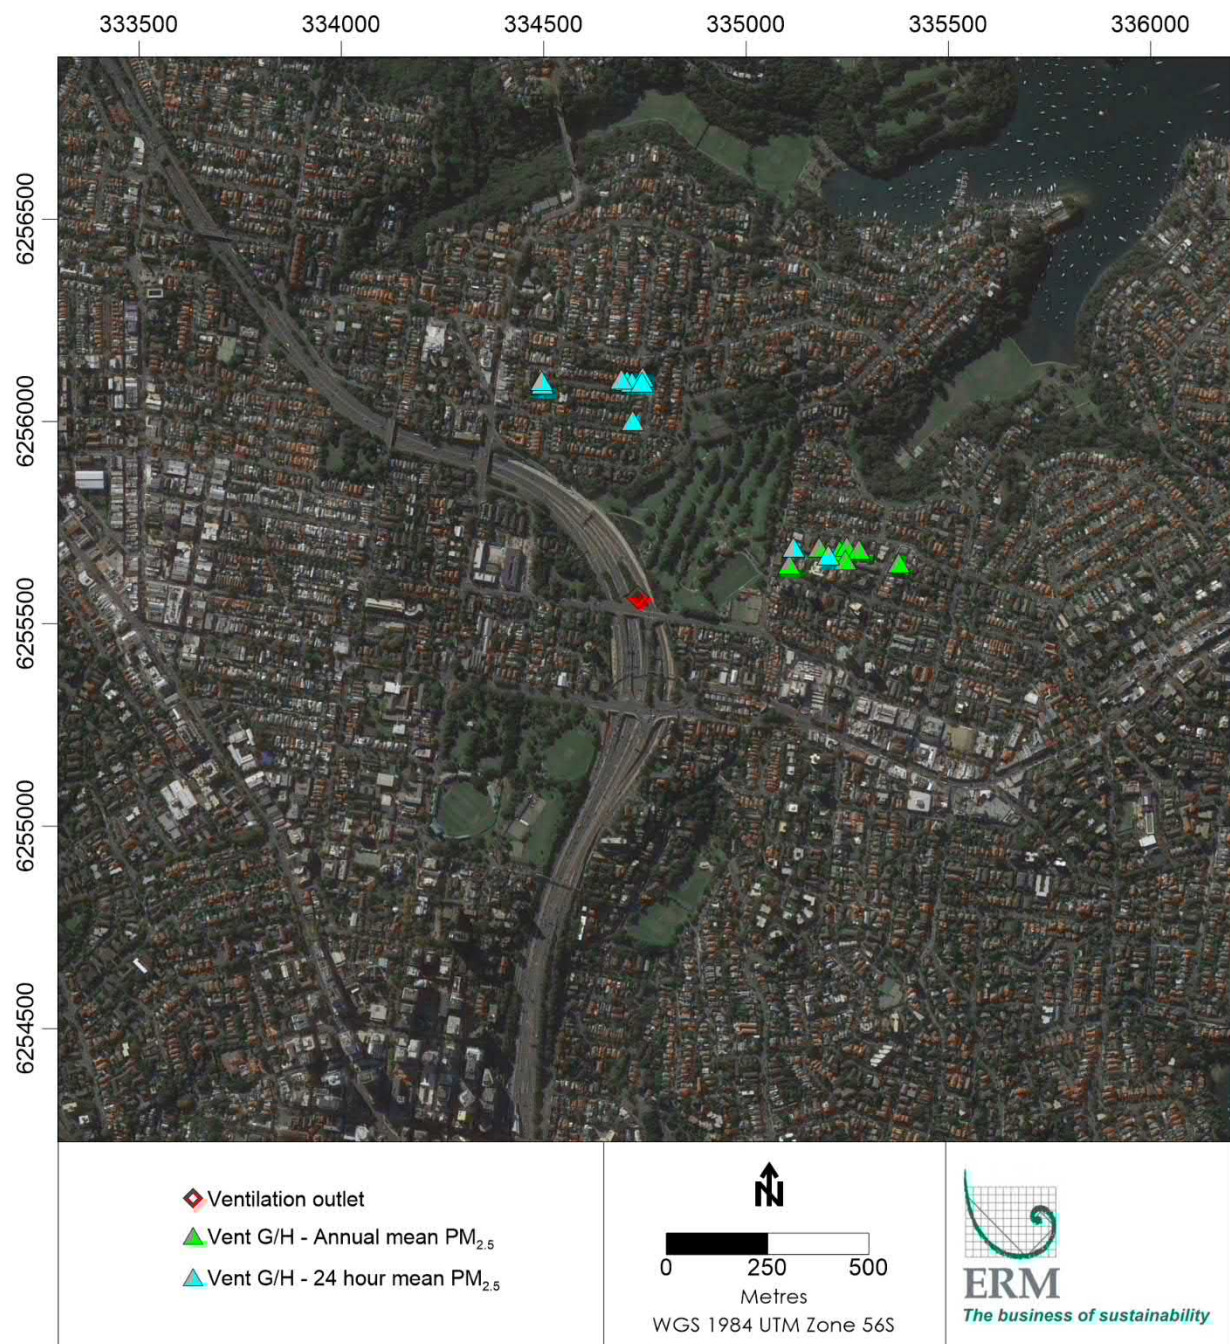 333500 334000 334500 335000 335500 336000
6256500
6256000
6255500
6255000
6254500
Ventilation outlet
Vent G/H - Annual mean PM2.5
Vent G/H - 24 hour mean PM2.5
N
0 250 500
Metres
WGS 1984 UTM Zone 56S
ERM
The business of sustainability